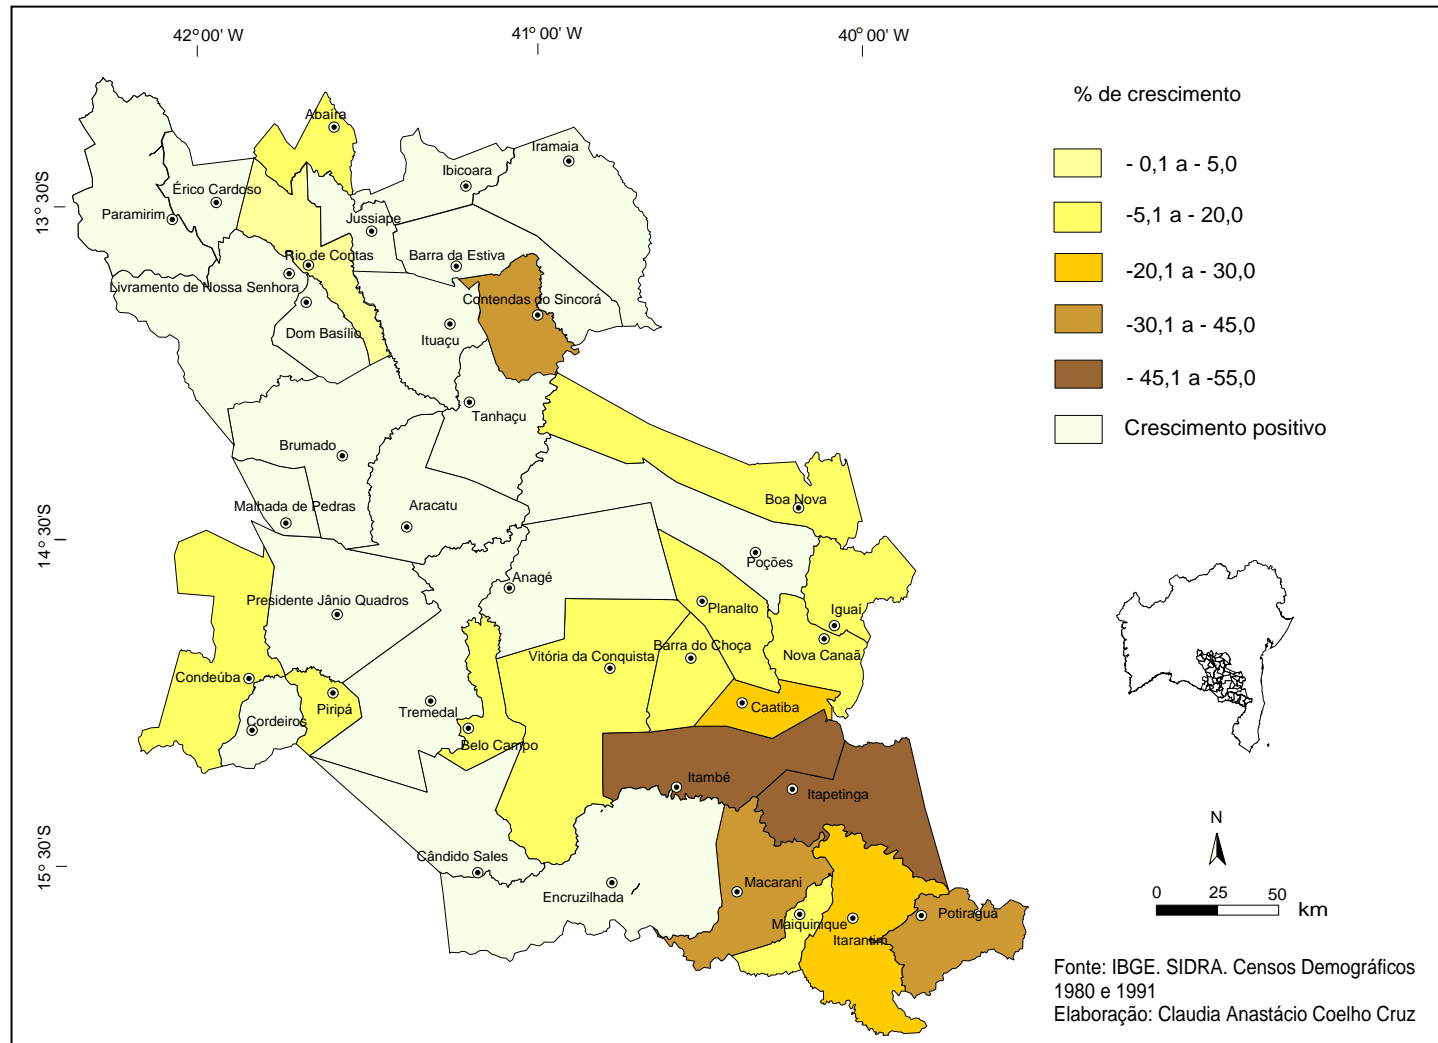 42° 00' W
41° 00' W
40° 00' W
% de crescimento
- 0,1 a - 5,0
-5,1 a - 20,0
-20,1 a - 30,0
-30,1 a - 45,0
- 45,1 a -55,0
Crescimento positivo
13° 30S
14° 30'S
15° 30'S
Abaíra
Iramaia
Ibicoara
Érico Cardoso
Paramirim
Jussiape
Rio de Contas
Barra da Estiva
Livramento de Nossa Senhora
Contendas do Sincorá
Dom Basílio
Ituaçu
Tanhaçu
Brumado
Malhada de Pedras
Aracatu
Boa Nova
Poções
Anagé
Presidente Jânio Quadros
Planalto
Iguaí
Barra do Choça
Nova Canaã
Vitória da Conquista
Condeúba
Piripá
Cordeiros
Tremedal
Caatiba
Belo Campo
Itambé
Itapetinga
Cândido Sales
Encruzilhada
Macarani
Maiquinique
Itarantim
Potiraguá
N
0 25 50 km
Fonte: IBGE. SIDRA. Censos Demográficos
1980 e 1991
Elaboração: Claudia Anastácio Coelho Cruz